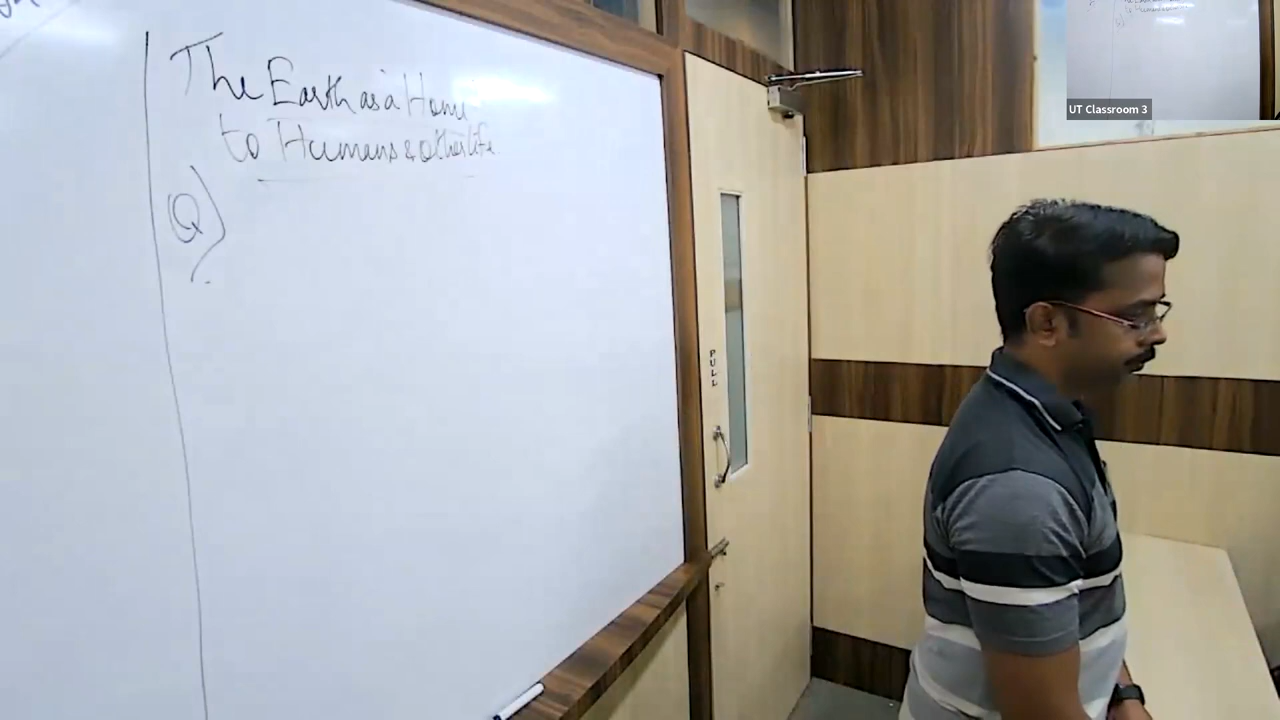 The Earth as a Home
to Humans & other life
Q)
PULL
UT Classroom 3